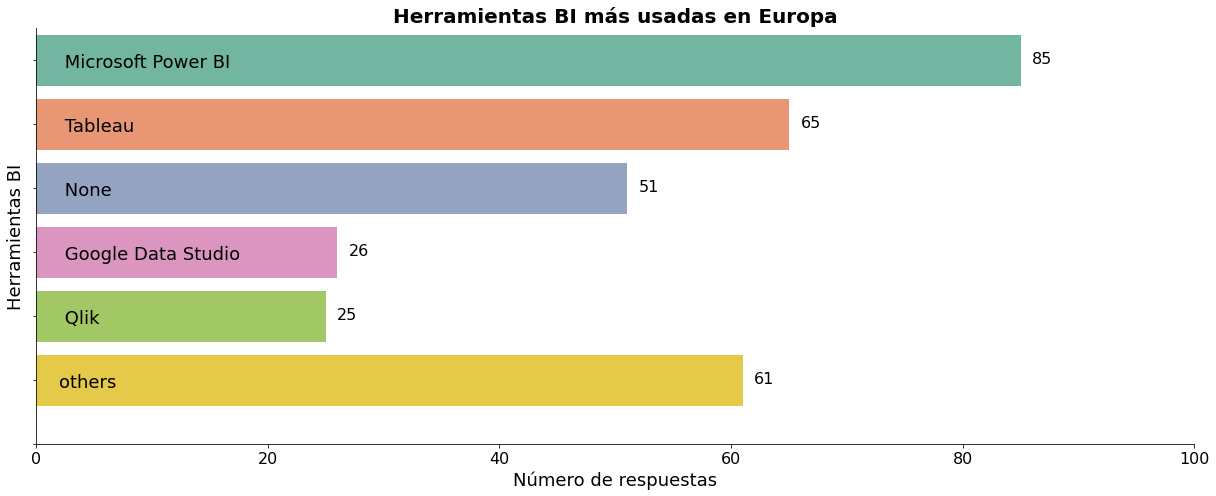 Herramientas BI más usadas en Europa
Herramientas BI
Microsoft Power BI 85
Tableau 65
None 51
Google Data Studio 26
Qlik 25
others 61
0 20 40 60 80 100
Número de respuestas